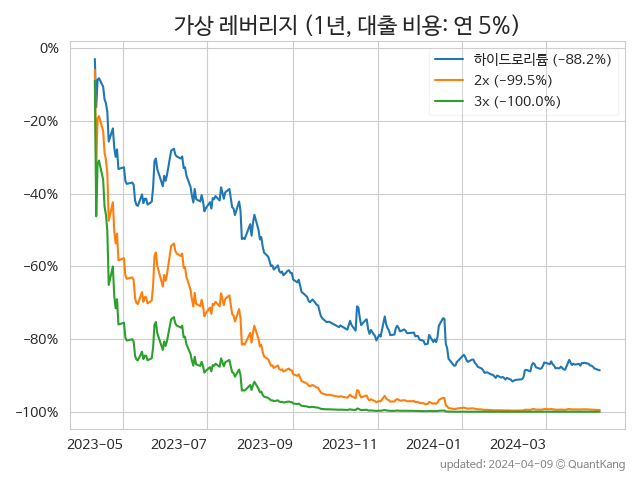 가상 레버리지 (1년, 대출 비용: 연 5%)
0%
−20%
−40%
−60%
−80%
−100%
하이드로리튬 (−88.2%)
2x (−99.5%)
3x (−100.0%)
2023-05
2023-07
2023-09
2023-11
2024-01
2024-03
updated: 2024-04-09 © QuantKang